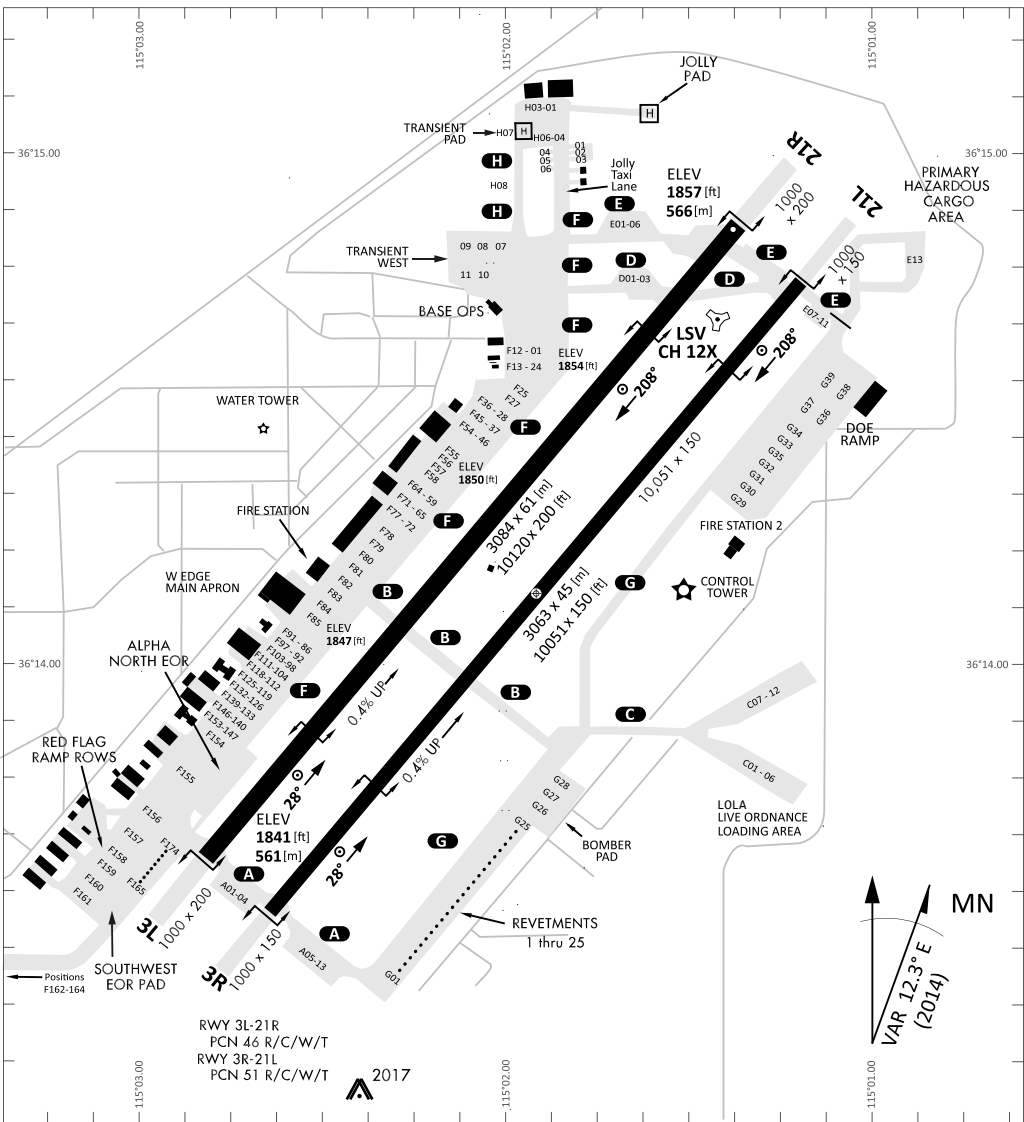 115°03.00
115°02.00
115°01.00
JOLLY
PAD
H
H03-01
TRANSIENT
PAD
H07
H
H06-04
04
05
06
01
02
03
21R
36°15.00
36°15.00
H
Jolly
Taxi
Lane
ELEV
1857 [ft]
566 [m]
1000
x 200
PRIMARY
HAZARDOUS
CARGO
AREA
H08
21L
H
F
E
E01-06
TRANSIENT
WEST
09 08 07
11 10
F
D
D01-03
D
E
1000
x 150
E13
E
E07-11
BASE OPS
F
LSV
CH 12X
208°
F12 - 01
F13 - 24
ELEV
1854 [ft]
208°
WATER TOWER
F25
F27
F36 - 28
F45 - 37
F54 - 46
F
G39
G38
G37
G36
G34
G33
G35
G32
G31
G30
G29
DOE
RAMP
F55
F56
F57
F58
ELEV
1850 [ft]
10,051 x 150
F64 - 59
F71 - 65
F77 - 72
FIRE STATION
F
3084 x 61 [m]
10120 x 200 [ft]
FIRE STATION 2
F78
F79
F80
F81
F82
F83
F84
F85
W EDGE
MAIN APRON
B
G
CONTROL
TOWER
ELEV
1847 [ft]
B
3063 x 45 [m]
10051 x 150 [ft]
ALPHA
NORTH EOR
F91 - 86
F97 - 92
F103-98
F111-104
F118-112
F125-119
F132-126
F139-133
F146-140
F153-147
F154
36°14.00
36°14.00
F
0.4% UP
B
C
C07 - 12
RED FLAG
RAMP ROWS
0.4% UP
C01 - 06
F155
28°
G28
G27
G26
G25
F156
F157
F158
F159
F160
F161
F174
F165
ELEV
1841 [ft]
561 [m]
28°
G
LOLA
LIVE ORDNANCE
LOADING AREA
BOMBER
PAD
A
A01-04
1000 x 200
3L
MN
A
REVETMENTS
1 thru 25
1000 x 150
3R
A05-13
G01
Positions
F162-164
SOUTHWEST
EOR PAD
VAR 12.3° E
(2014)
RWY 3L-21R
PCN 46 R/C/W/T
RWY 3R-21L
PCN 51 R/C/W/T
2017
115°03.00
115°02.00
115°01.00